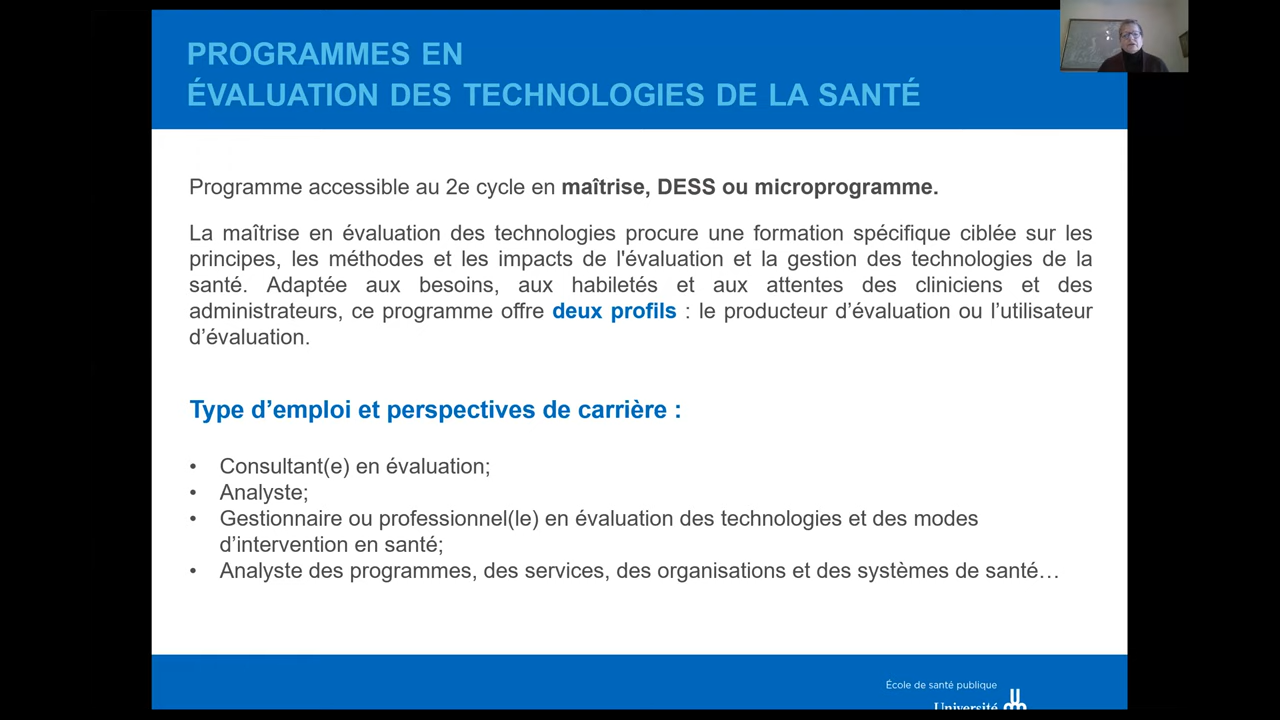 PROGRAMMES EN
ÉVALUATION DES TECHNOLOGIES DE LA SANTÉ
Programme accessible au 2e cycle en maîtrise, DESS ou microprogramme.
La maîtrise en évaluation des technologies procure une formation spécifique ciblée sur les
principes, les méthodes et les impacts de l'évaluation et la gestion des technologies de la
santé. Adaptée aux besoins, aux habiletés et aux attentes des cliniciens et des
administrateurs, ce programme offre deux profils : le producteur d’évaluation ou l’utilisateur
d’évaluation.
Type d’emploi et perspectives de carrière :
• Consultant(e) en évaluation;
• Analyste;
• Gestionnaire ou professionnel(le) en évaluation des technologies et des modes
d’intervention en santé;
• Analyste des programmes, des services, des organisations et des systèmes de santé…
École de santé publique
Université